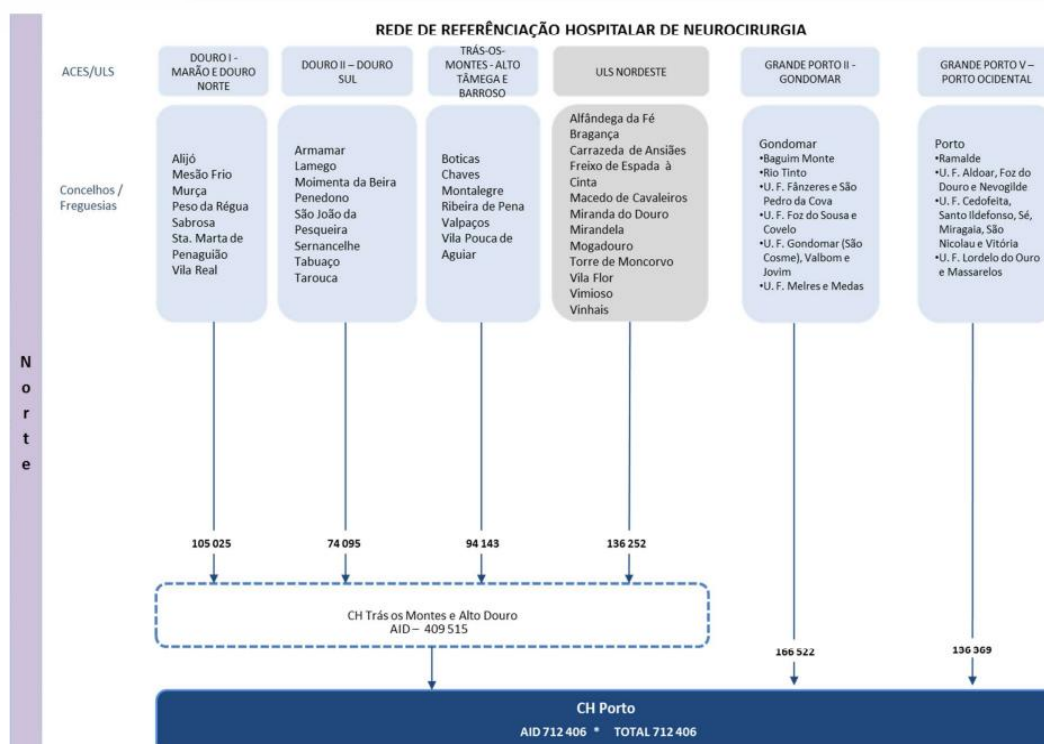 REDE DE REFERÊNCIAÇÃO HOSPITALAR DE NEUROCIRURGIA
ACES/ULS
DOURO I -
MARÃO E DOURO
NORTE
DOURO II – DOURO
SUL
TRÁS-OS-
MONTES - ALTO
TÂMEGA E
BARROSO
ULS NORDESTE
GRANDE PORTO II -
GONDOMAR
GRANDE PORTO V –
PORTO OCIDENTAL
Concelhos /
Freguesias
Alijó
Mesão Frio
Murça
Peso da Régua
Sabrosa
Sta. Marta de
Penaguião
Vila Real
Armamar
Lamego
Moimenta da Beira
Penedono
São João da
Pesqueira
Sernancelhe
Tabuaço
Tarouca
Boticas
Chaves
Montalegre
Ribeira de Pena
Valpaços
Vila Pouca de
Aguiar
Alfândega da Fé
Bragança
Carrazeda de Ansiães
Freixo de Espada à
Cinta
Macedo de Cavaleiros
Miranda do Douro
Mirandela
Mogadouro
Torre de Moncorvo
Vila Flor
Vimioso
Vinhais
Gondomar
•Baguim Monte
•Rio Tinto
•U. F. Fânzeres e São
Pedro da Cova
•U. F. Foz do Sousa e
Covelo
•U. F. Gondomar (São
Cosme), Valbom e
Jovim
•U. F. Melres e Medas
Porto
•Ramalde
•U. F. Aldoar, Foz do
Douro e Nevogilde
•U. F. Cedofeita,
Santo Ildefonso, Sé,
Miragaia, São
Nicolau e Vitória
•U. F. Lordelo do Ouro
e Massarelos
Norte
105 025
74 095
94 143
136 252
CH Trás os Montes e Alto Douro
AID – 409 515
166 522
136 369
CH Porto
AID 712 406 * TOTAL 712 406